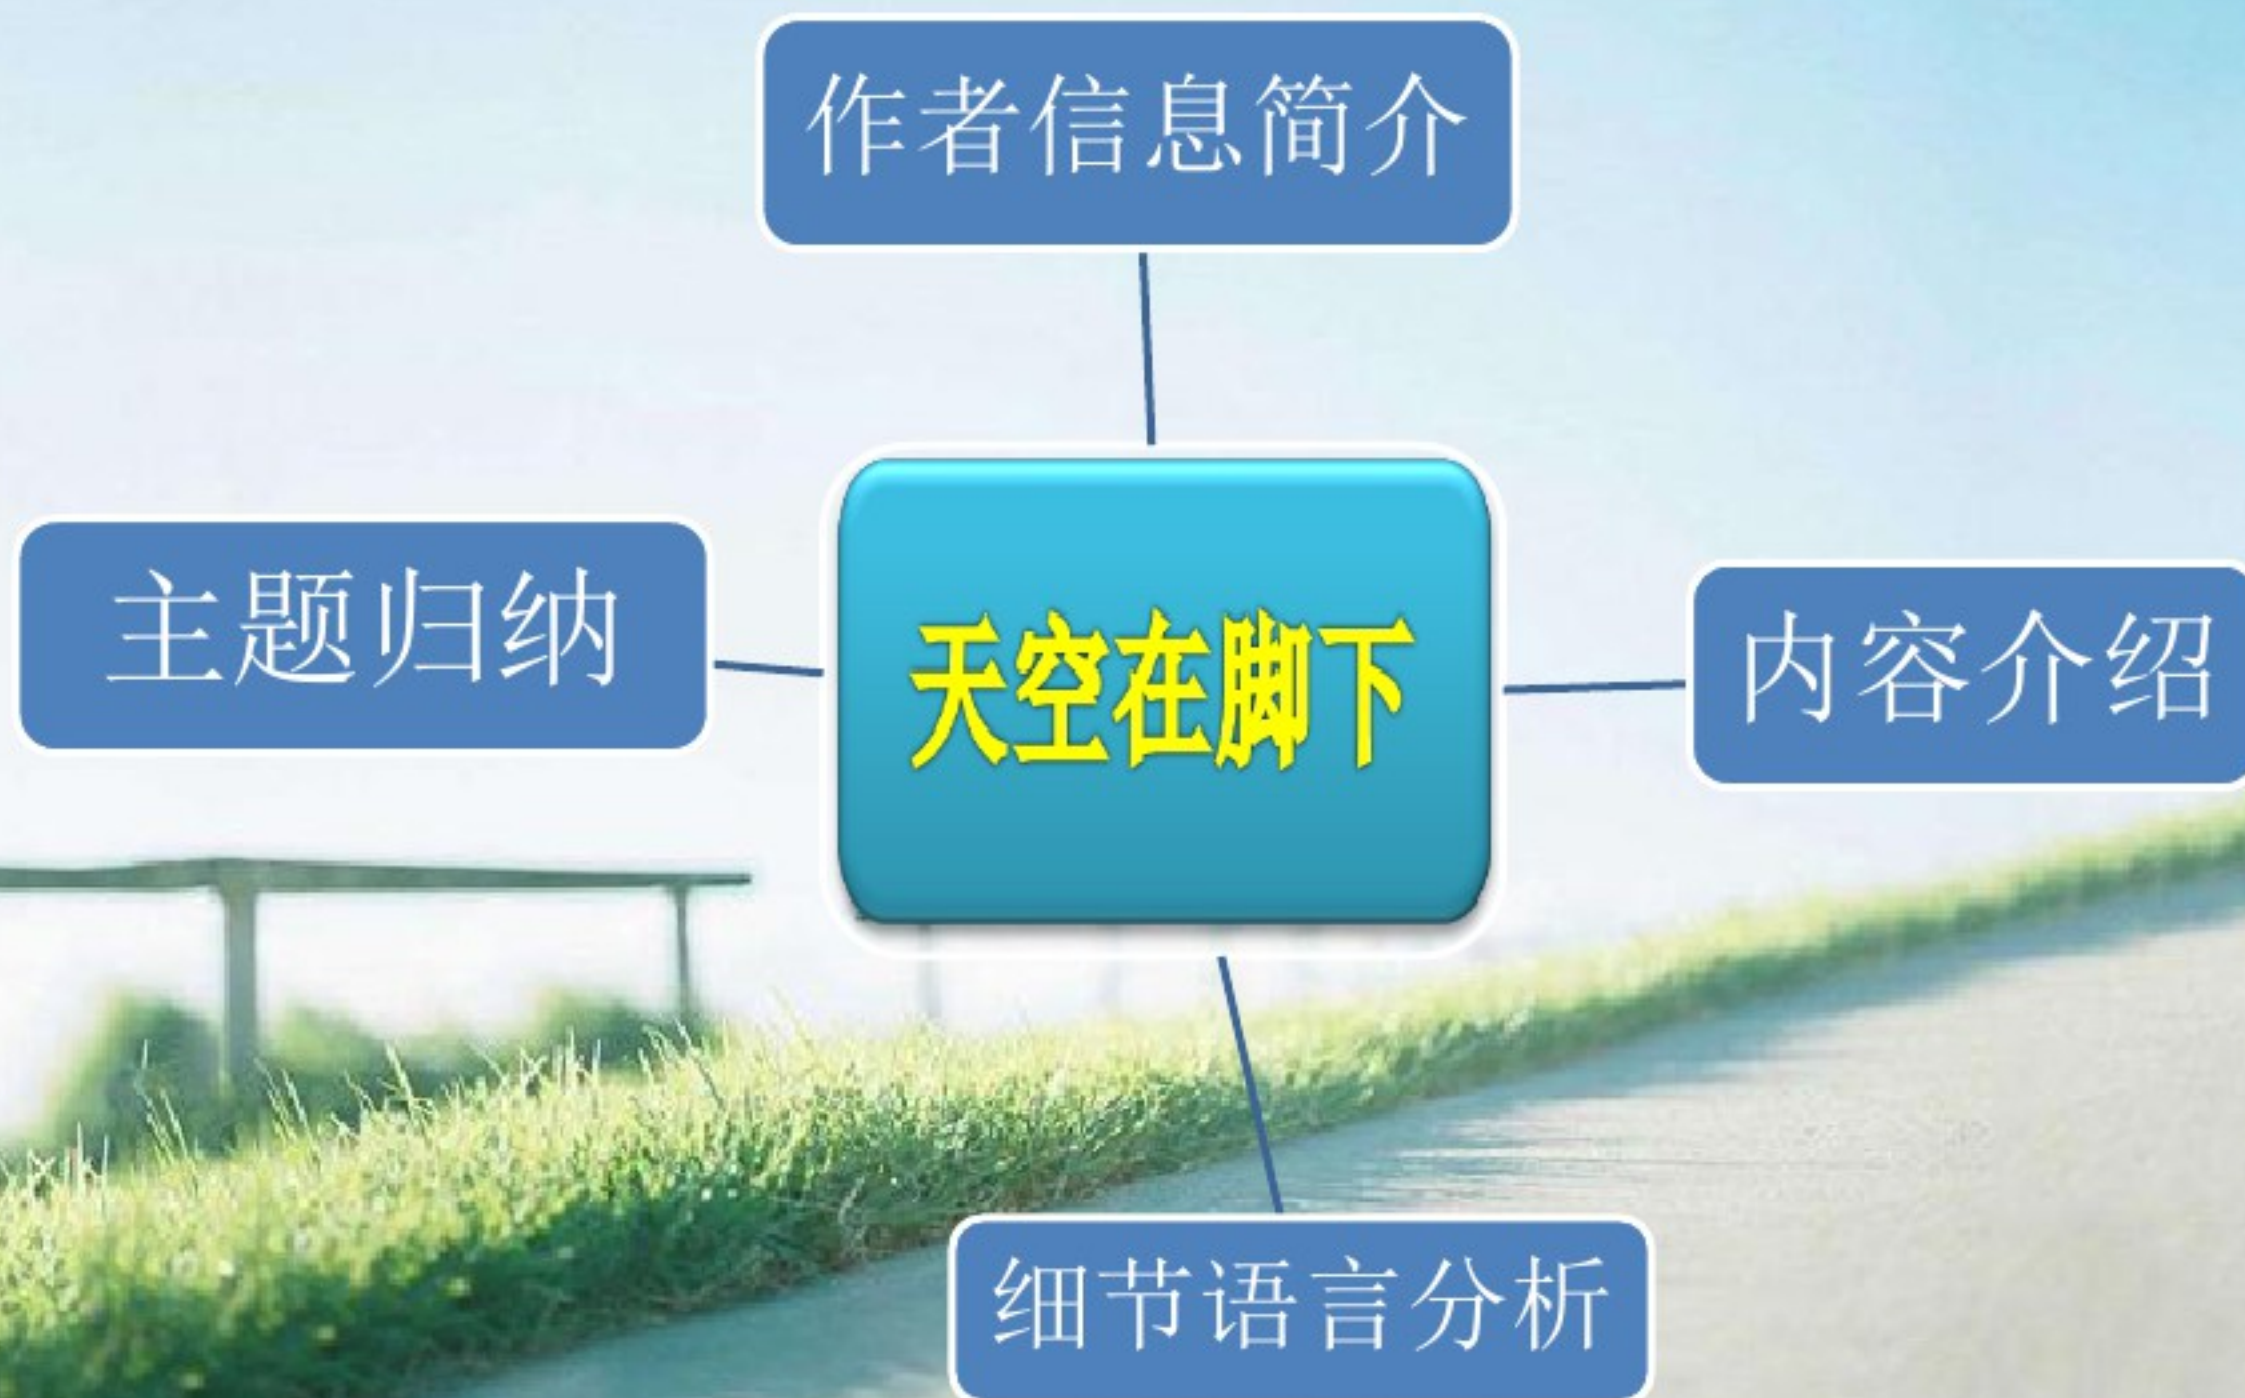 作者信息简介
主题归纳
天空在脚下
内容介绍
细节语言分析